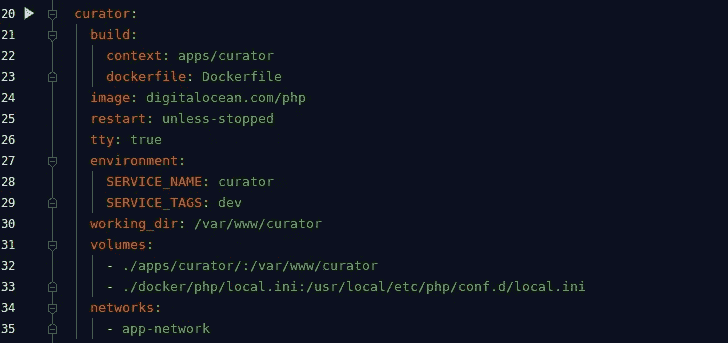 20 curator:
21 build:
22 context: apps/curator
23 dockerfile: Dockerfile
24 image: digitalocean.com/php
25 restart: unless-stopped
26 tty: true
27 environment:
28 SERVICE_NAME: curator
29 SERVICE_TAGS: dev
30 working_dir: /var/www/curator
31 volumes:
32 - ./apps/curator/:/var/www/curator
33 - ./docker/php/local.ini:/usr/local/etc/php/conf.d/local.ini
34 networks:
35 - app-network